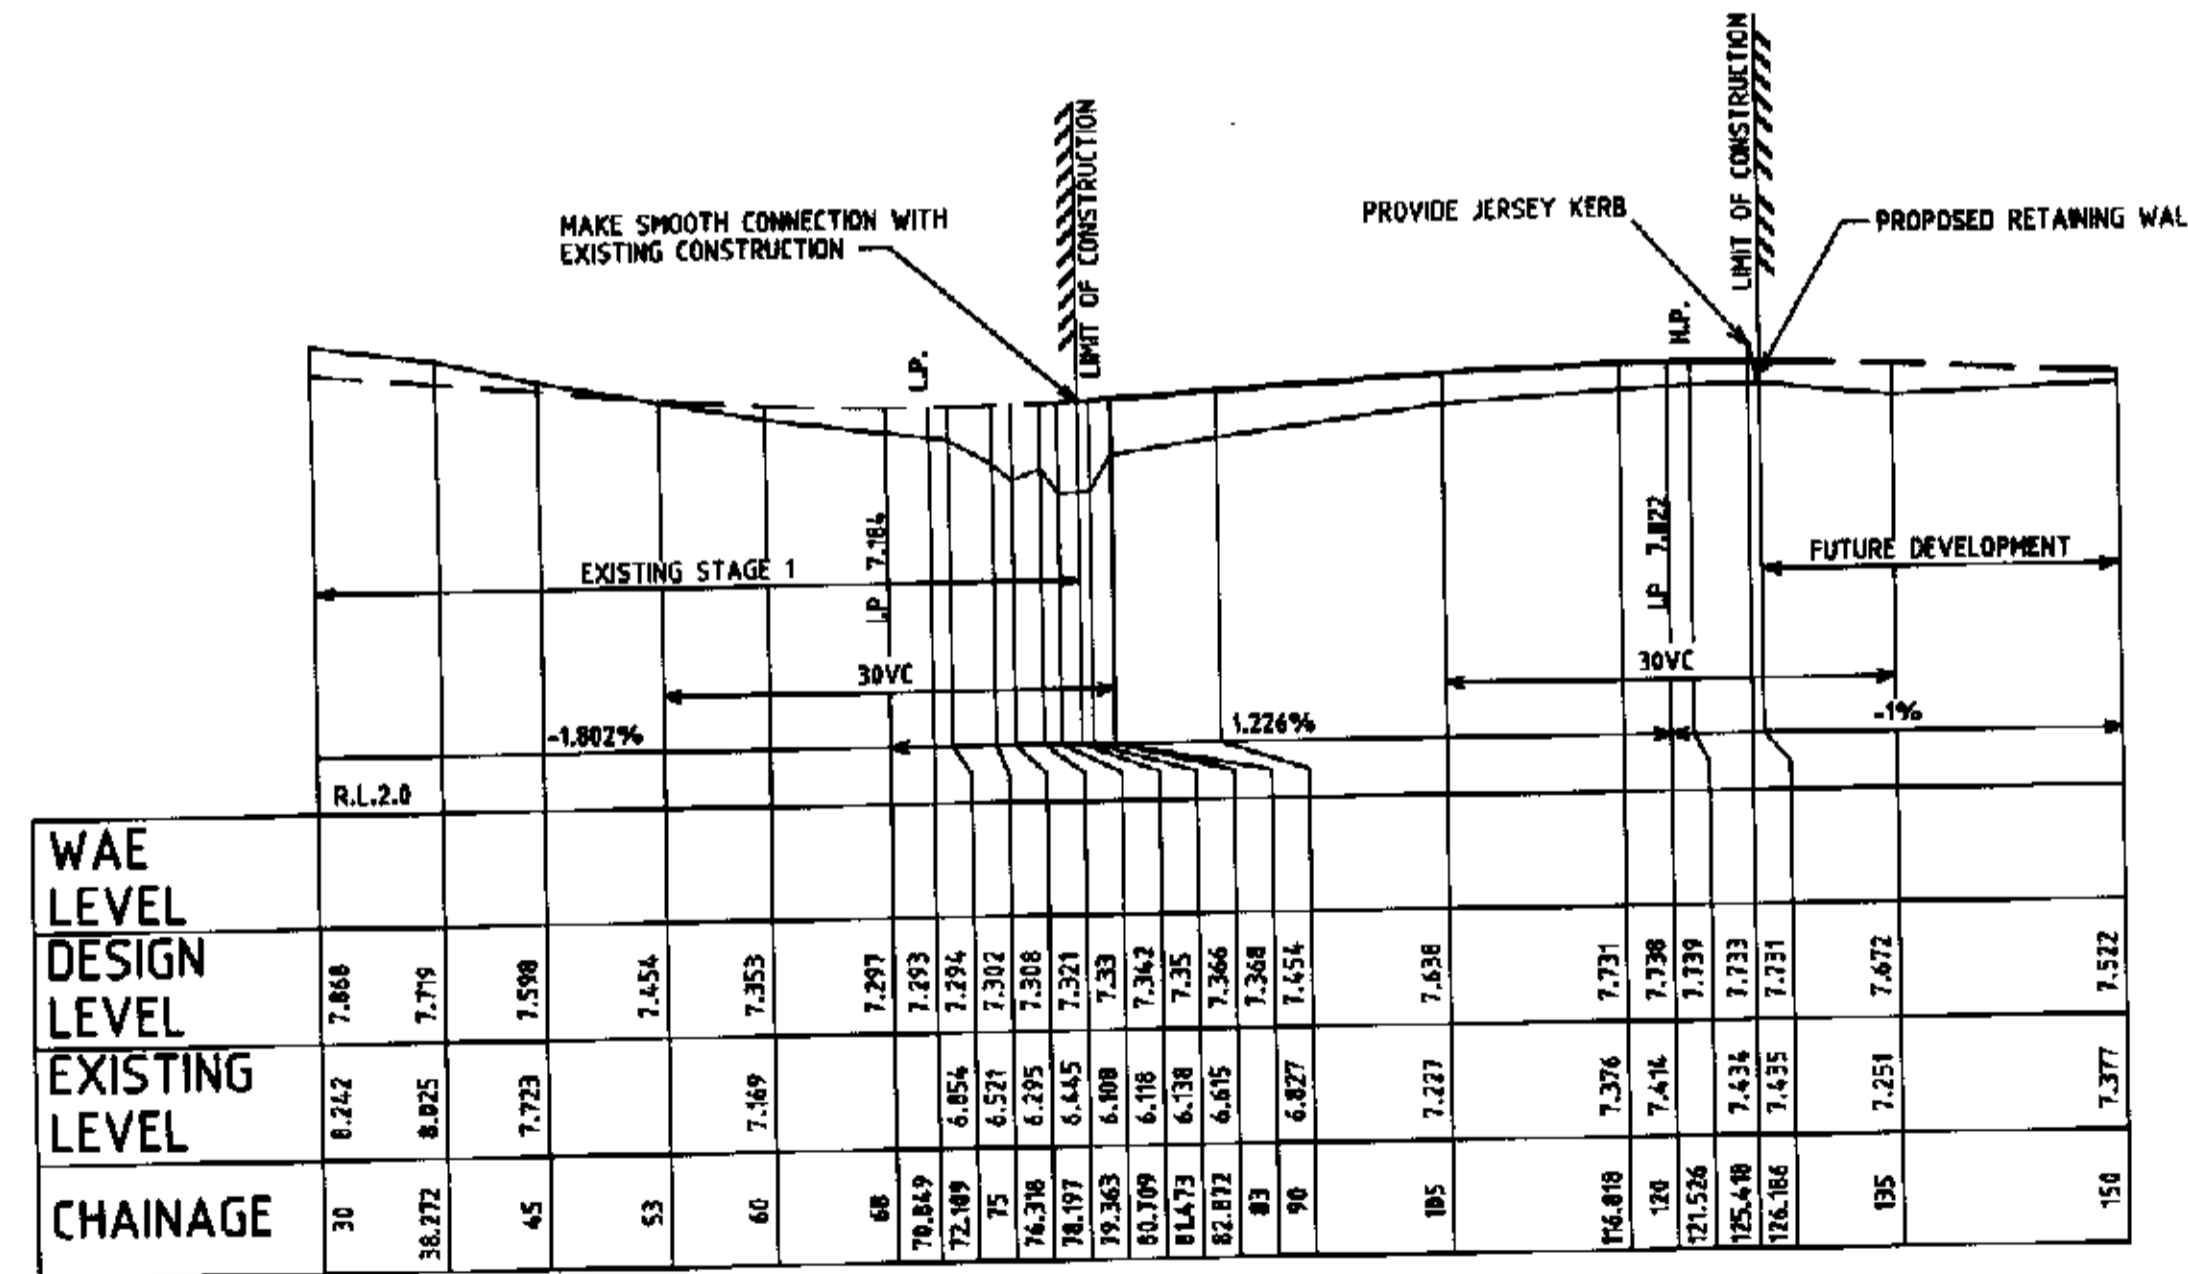 LIMIT OF CONSTRUCTION
LIMIT OF CONSTRUCTION
MAKE SMOOTH CONNECTION WITH
EXISTING CONSTRUCTION
PROVIDE JERSEY KERB
PROPOSED RETAINING WAL
L.P.
H.P.
EXISTING STAGE 1
I.P 7.184
I.P 7.822
FUTURE DEVELOPMENT
30VC
30VC
-1.802%
1.226%
-1%
R.L.2.0
WAE
LEVEL
DESIGN
LEVEL
7.868 7.719 7.598 7.454 7.353 7.297 7.293 7.294 7.302 7.308 7.321 7.33 7.342 7.35 7.366 7.368 7.454 7.638 7.731 7.738 7.739 7.733 7.731 7.672 7.522
EXISTING
LEVEL
8.242 8.025 7.723 7.169 6.854 6.521 6.295 6.445 6.108 6.118 6.138 6.615 6.827 7.227 7.376 7.414 7.434 7.435 7.251 7.377
CHAINAGE
30 38.272 45 53 60 68 70.849 72.109 75 76.318 78.197 79.363 80.709 81.473 82.872 83 90 105 116.818 120 121.526 125.418 126.186 135 150